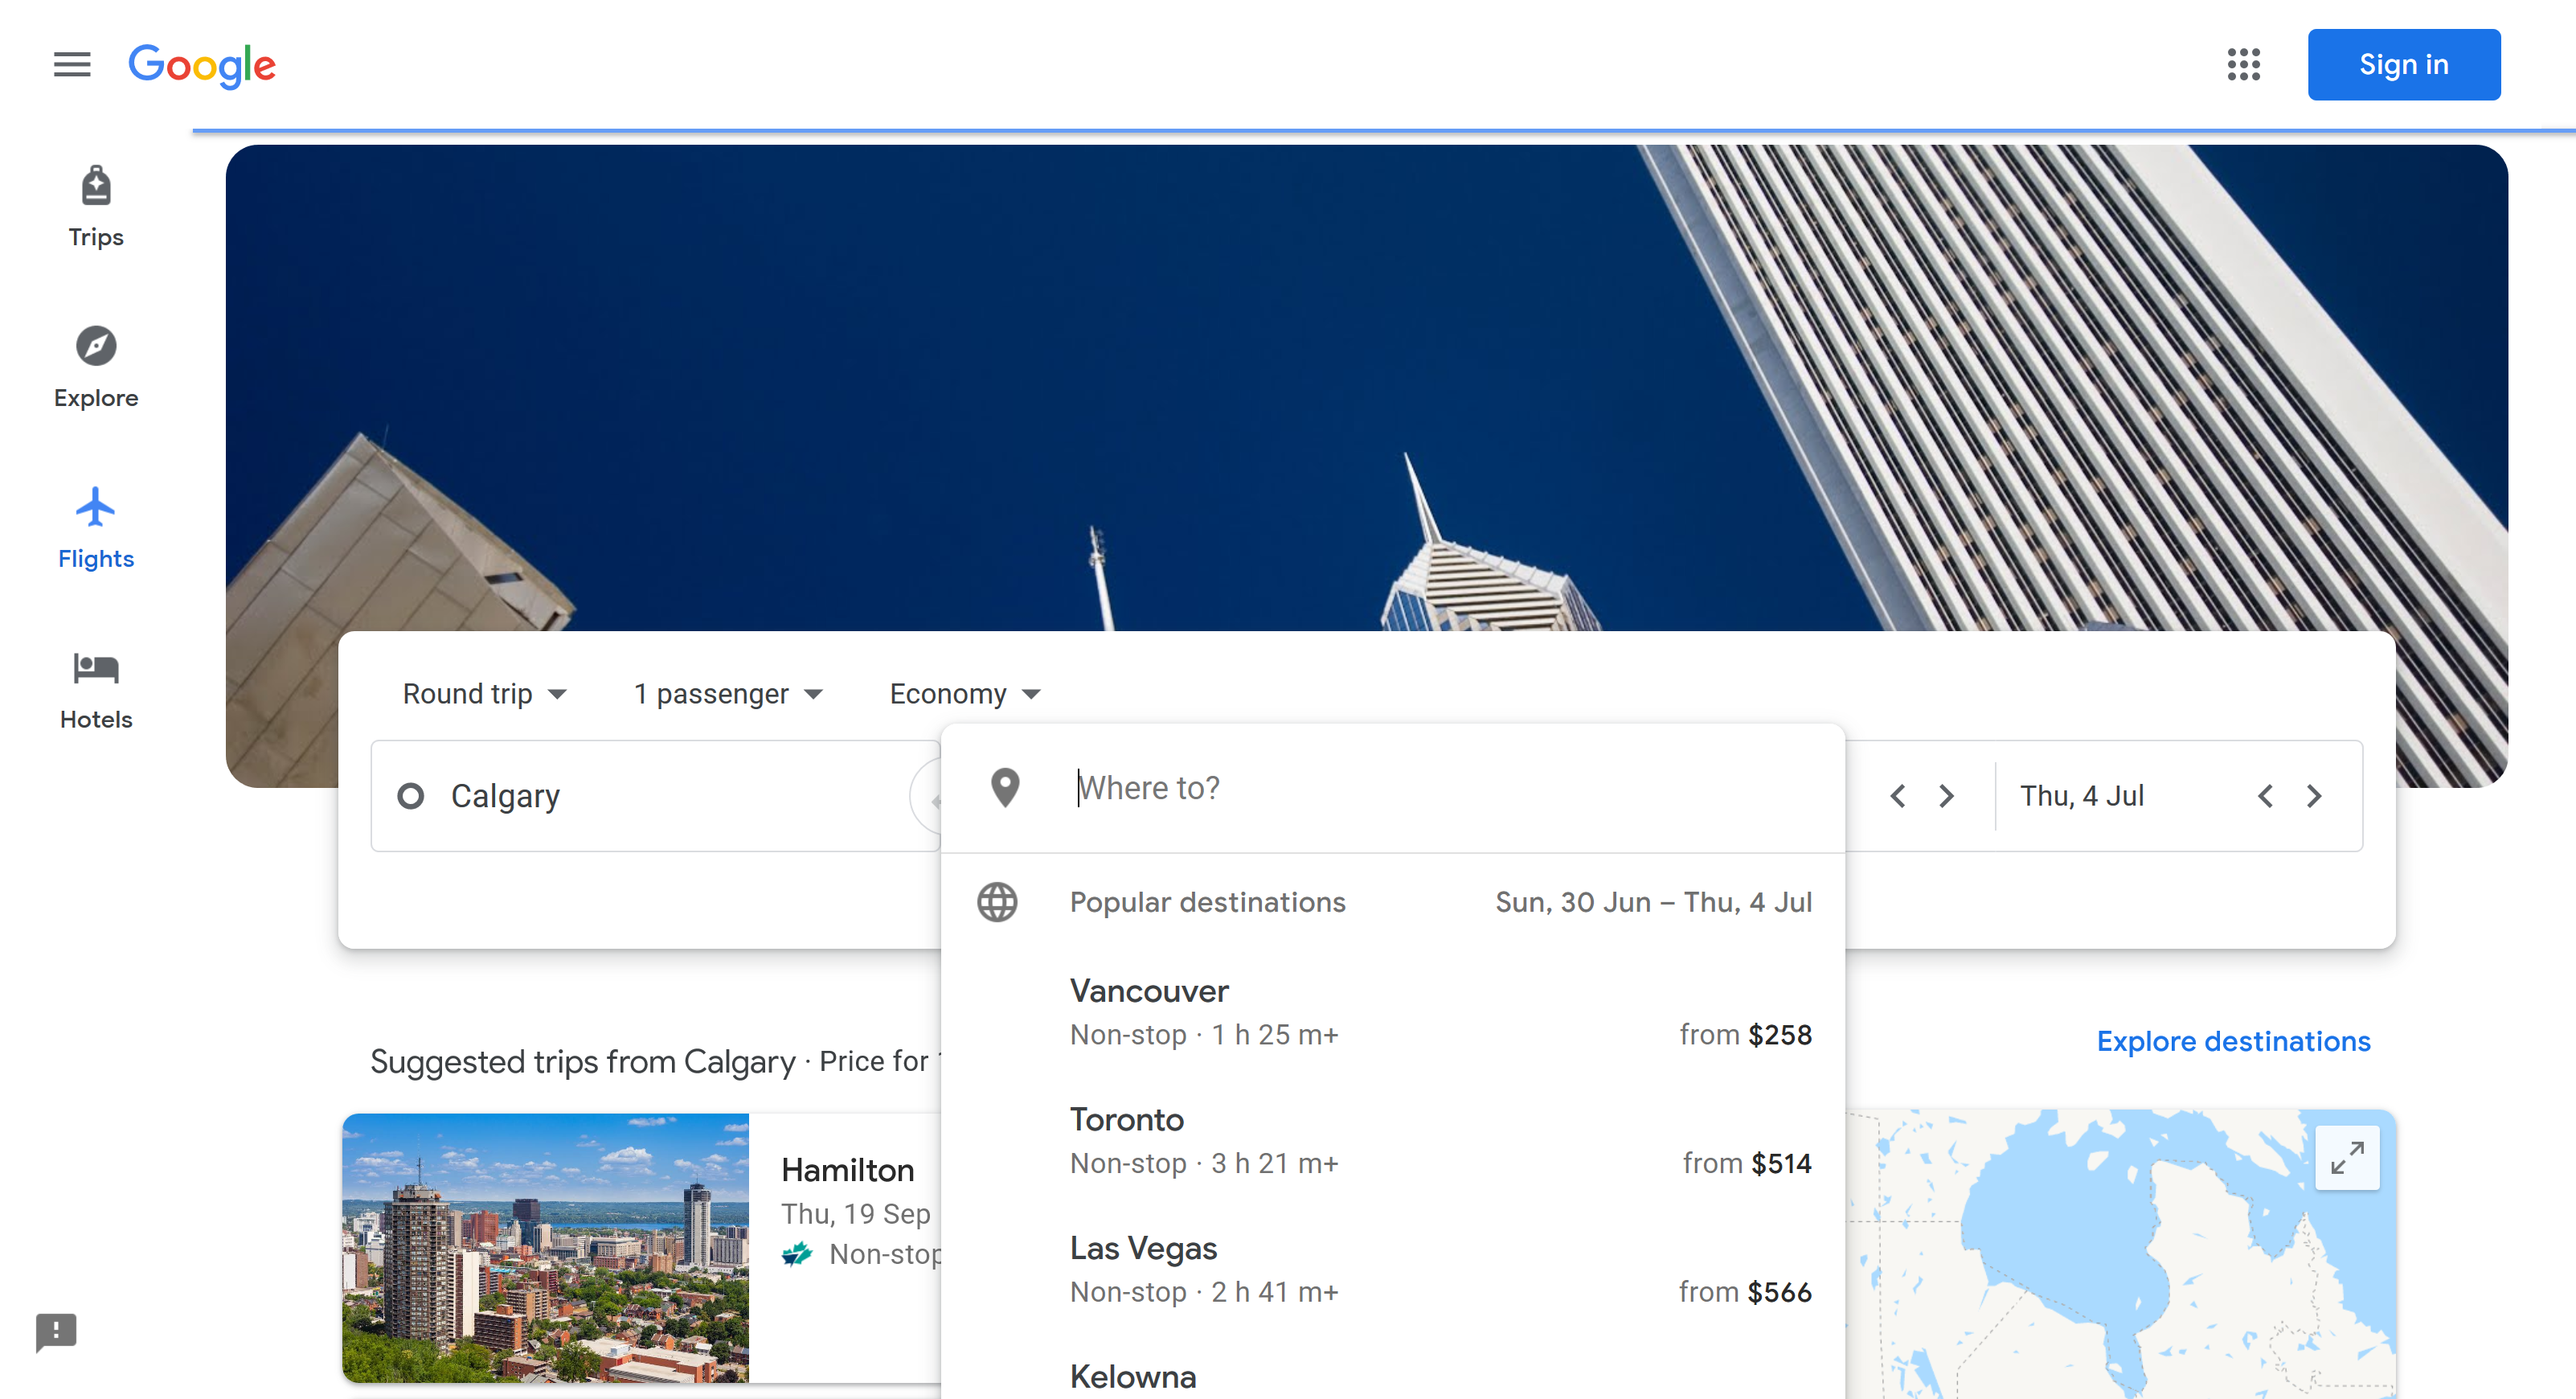 Google
Sign in
Trips
Explore
Flights
Hotels
Round trip
1 passenger
Economy
Calgary
Where to?
Thu, 4 Jul
Popular destinations
Sun, 30 Jun – Thu, 4 Jul
Vancouver
Non-stop · 1 h 25 m+
from $258
Toronto
Non-stop · 3 h 21 m+
from $514
Las Vegas
Non-stop · 2 h 41 m+
from $566
Kelowna
Suggested trips from Calgary · Price for
Explore destinations
Hamilton
Thu, 19 Sep
Non-stop